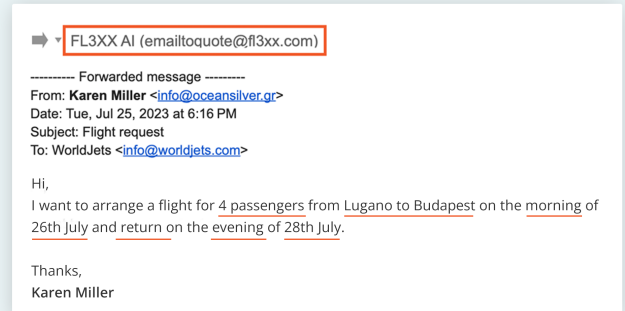 FL3XX AI (emailtoquote@fl3xx.com)
---------- Forwarded message ---------
From: Karen Miller <info@oceansilver.gr>
Date: Tue, Jul 25, 2023 at 6:16 PM
Subject: Flight request
To: WorldJets <info@worldjets.com>
Hi,
I want to arrange a flight for 4 passengers from Lugano to Budapest on the morning of
26th July and return on the evening of 28th July.
Thanks,
Karen Miller